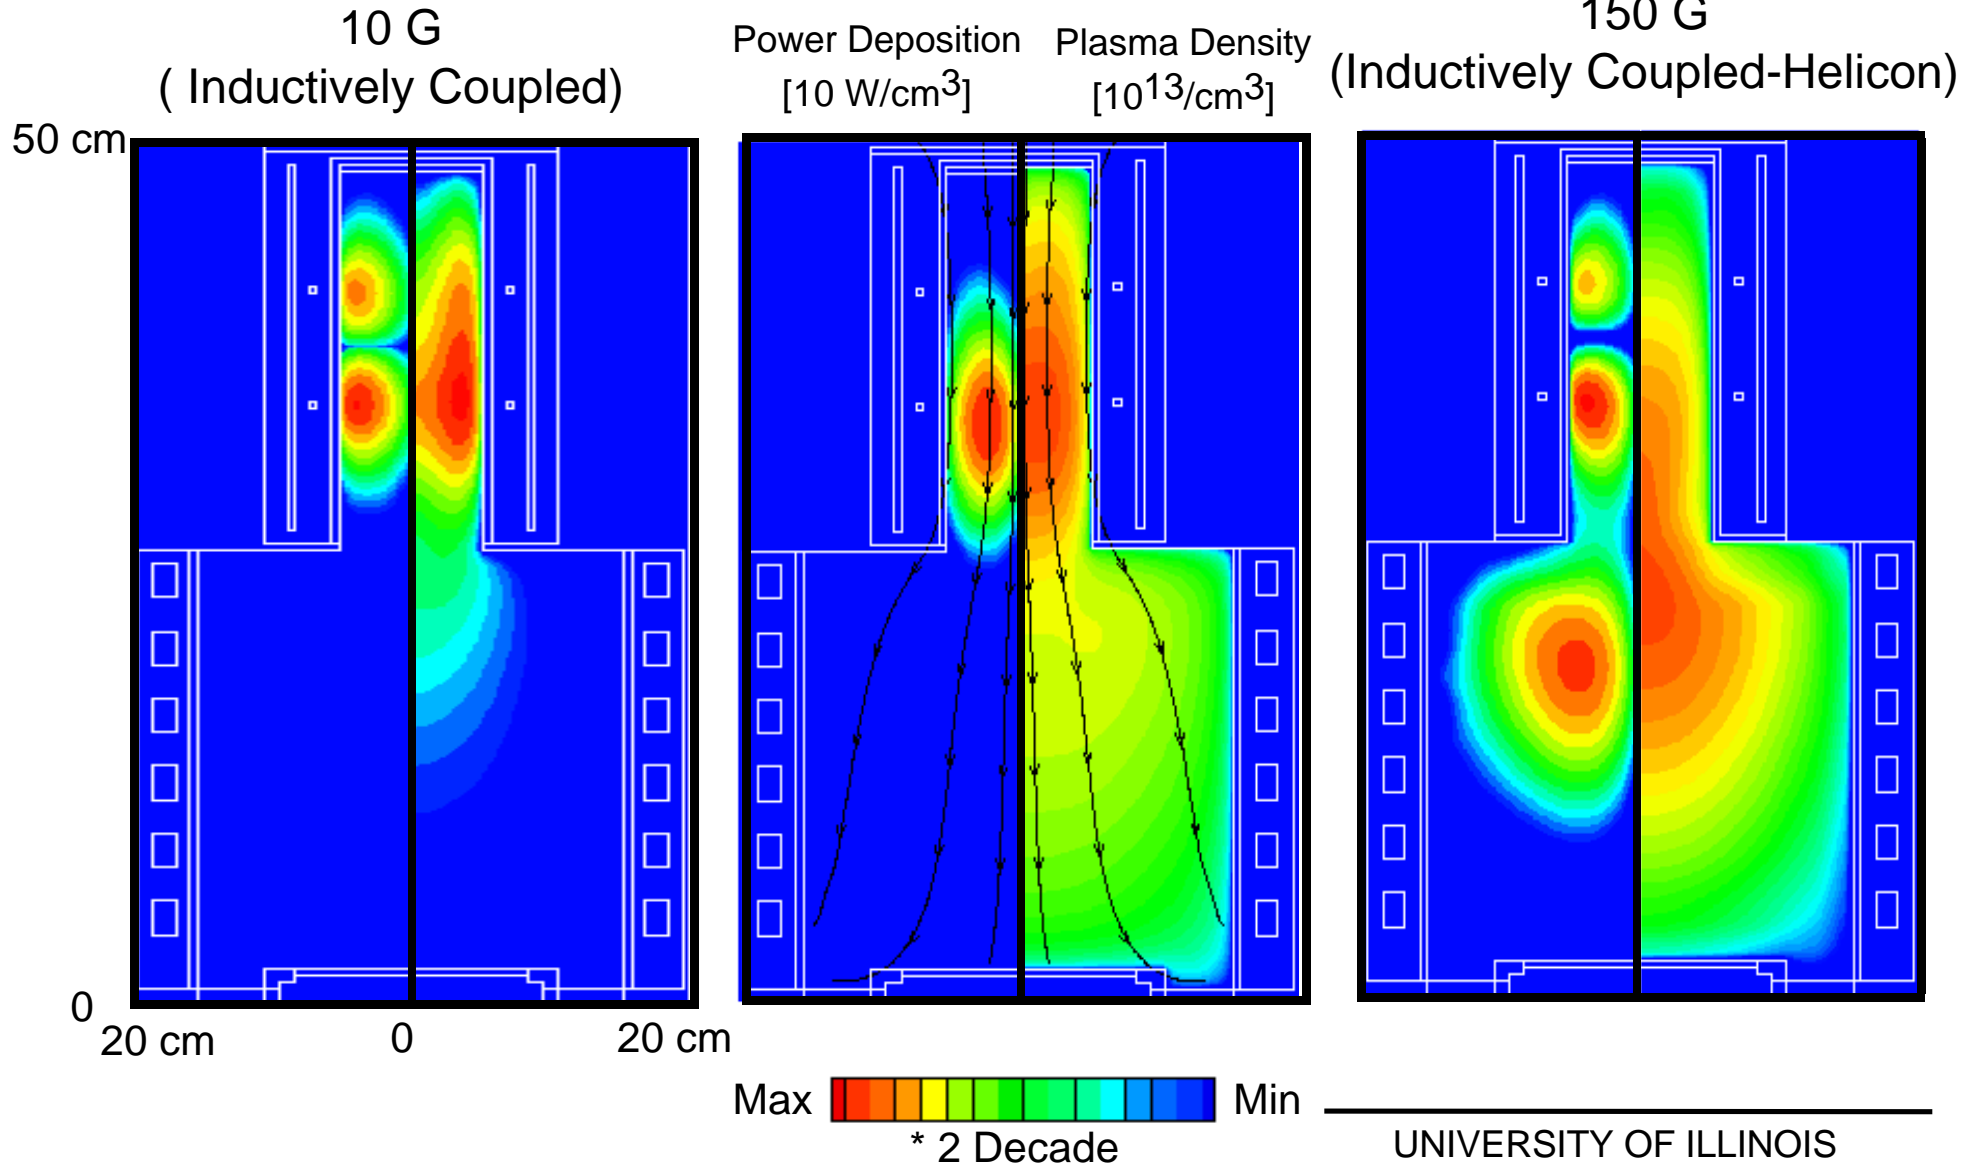 10 G
( Inductively Coupled)
Power Deposition
[10 W/cm3]
Plasma Density
[1013/cm3]
150 G
(Inductively Coupled-Helicon)
50 cm
0
20 cm
0
20 cm
Max
Min
* 2 Decade
UNIVERSITY OF ILLINOIS